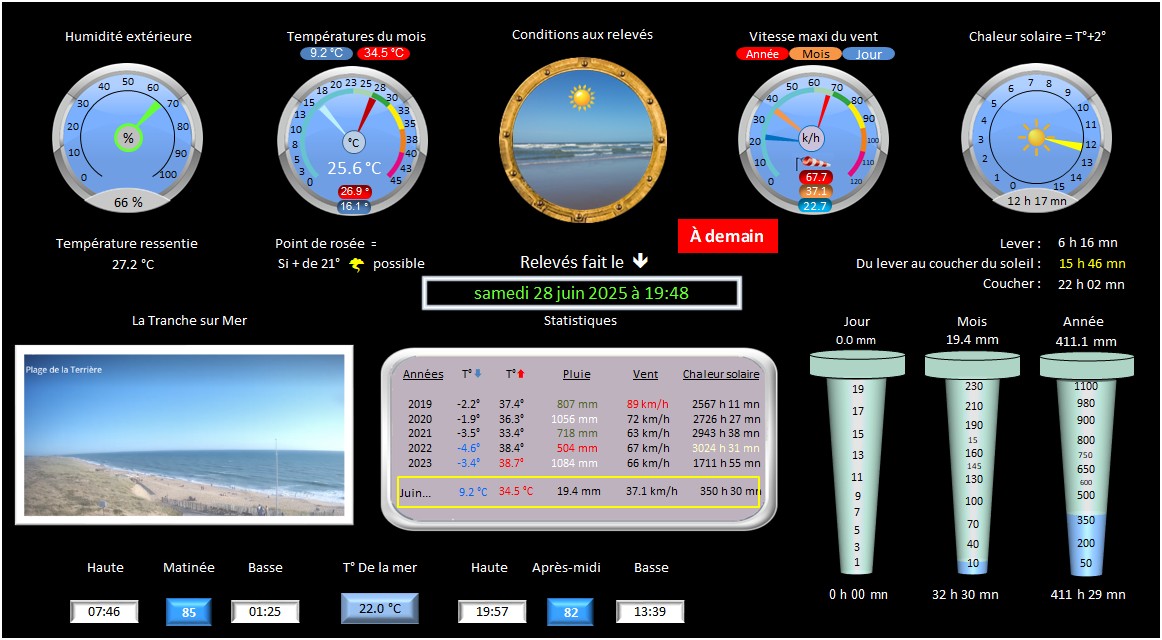 Humidité extérieure
Températures du mois
Conditions aux relevés
Vitesse maxi du vent
Chaleur solaire = T°+2°
9.2 °C 34.5 °C
Année Mois Jour
0 10 20 30 40 50 60 70 80 90 100
%
66 %
0 3 5 8 10 13 15 18 20 23 25 28 30 33 35 38 40 43 45
°C
25.6 °C
26.9 °
16.1 °
0 10 20 30 40 50 60 70 80 90 100 110 120
k/h
67.7
37.1
22.7
0 1 2 3 4 5 6 7 8 9 10 11 12 13 14 15
12 h 17 mn
À demain
Température ressentie
27.2 °C
Point de rosée =
Si + de 21° possible
Relevés fait le
samedi 28 juin 2025 à 19:48
Lever : 6 h 16 mn
Du lever au coucher du soleil : 15 h 46 mn
Coucher : 22 h 02 mn
La Tranche sur Mer
Plage de la Terrière
Statistiques
Années T° T° Pluie Vent Chaleur solaire
2019 -2.2° 37.4° 807 mm 89 km/h 2567 h 11 mn
2020 -1.9° 36.3° 1056 mm 72 km/h 2726 h 27 mn
2021 -3.5° 33.4° 718 mm 63 km/h 2943 h 38 mn
2022 -4.6° 38.4° 504 mm 67 km/h 3024 h 31 mn
2023 -3.4° 38.7° 1084 mm 66 km/h 1711 h 55 mn
Juin... 9.2 °C 34.5 °C 19.4 mm 37.1 km/h 350 h 30 mn
Jour
0.0 mm
19
17
15
13
11
9
7
5
3
1
0 h 00 mn
Mois
19.4 mm
230
210
190
15
160
145
130
100
70
40
10
32 h 30 mn
Année
411.1 mm
1100
980
900
800
750
650
600
500
350
200
50
411 h 29 mn
Haute Matinée Basse T° De la mer Haute Après-midi Basse
07:46 85 01:25 22.0 °C 19:57 82 13:39